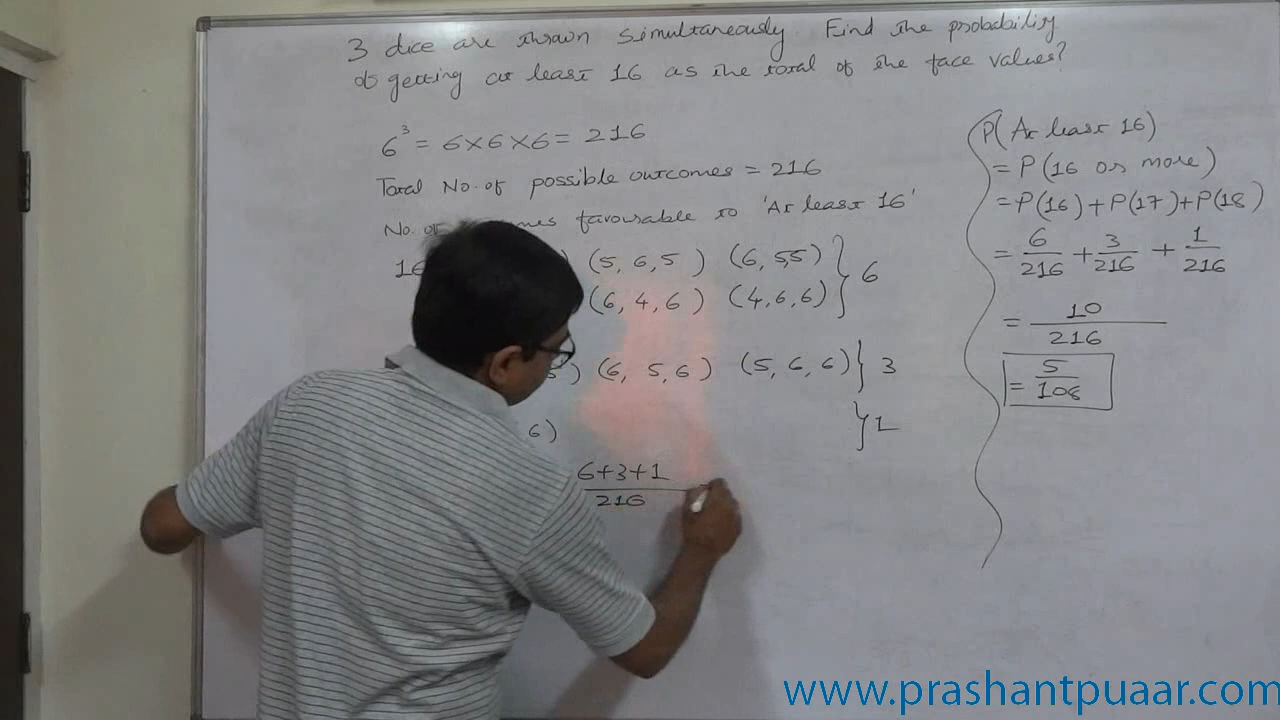 3 dice are thrown simultaneously. Find the probability
of getting at least 16 as the total of the face values?
6³ = 6×6×6 = 216
Total No. of possible outcomes = 216
No. of favourable to 'At least 16'
16 (5, 6, 5) (6, 5,5) } 6
(6, 4, 6) (4, 6, 6)
5) (6, 5, 6) (5, 6, 6) } 3
6) } 1
6+3+1
216
P(At least 16)
= P(16 or more)
= P(16) + P(17) + P(18)
= 6/216 + 3/216 + 1/216
= 10/216
= 5/108
www.prashantpuaar.com